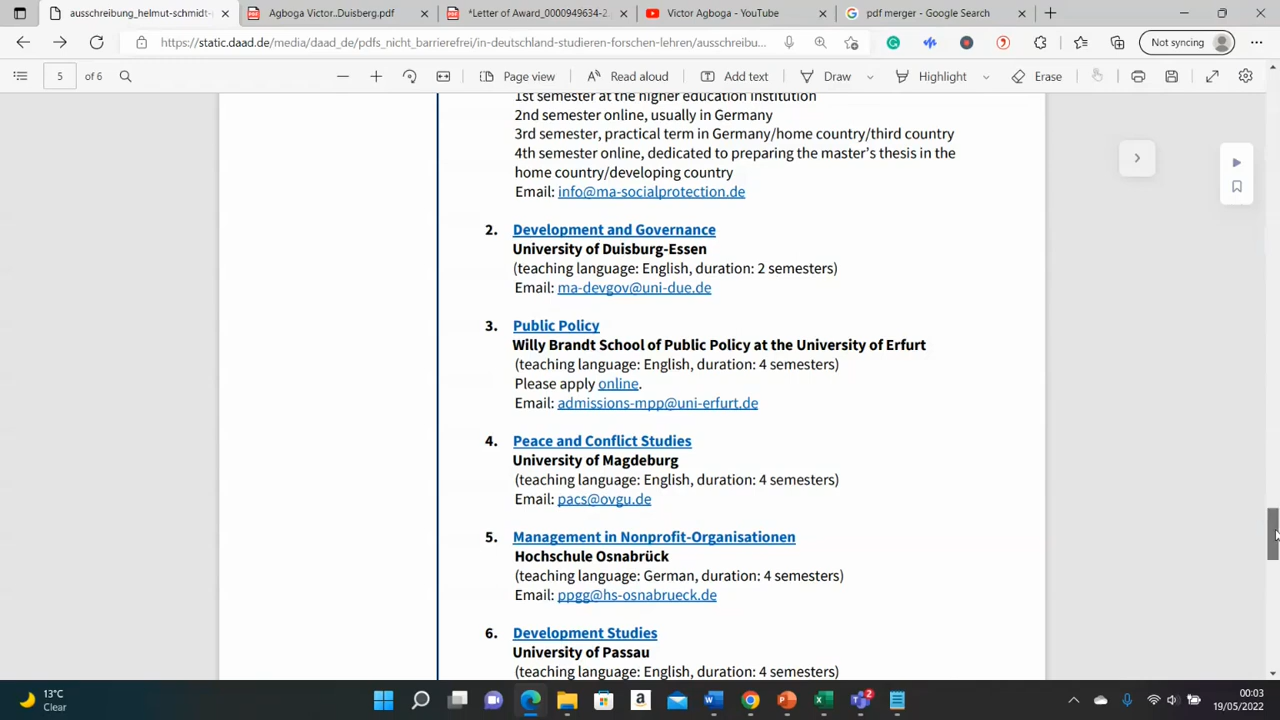 ausschreibung_helmut-schmidt-
Agboga Victor..Duisberg.pdf
*Letter of Award_0000949634-2
Victor Agboga - YouTube
pdf merger - Google Search
https://static.daad.de/media/daad_de/pdfs_nicht_barrierefrei/in-deutschland-studieren-forschen-lehren/ausschreibu...
Not syncing
5 of 6
Page view
Read aloud
Add text
Draw
Highlight
Erase
1st semester at the higher education institution
2nd semester online, usually in Germany
3rd semester, practical term in Germany/home country/third country
4th semester online, dedicated to preparing the master's thesis in the
home country/developing country
Email: info@ma-socialprotection.de
2. Development and Governance
University of Duisburg-Essen
(teaching language: English, duration: 2 semesters)
Email: ma-devgov@uni-due.de
3. Public Policy
Willy Brandt School of Public Policy at the University of Erfurt
(teaching language: English, duration: 4 semesters)
Please apply online.
Email: admissions-mpp@uni-erfurt.de
4. Peace and Conflict Studies
University of Magdeburg
(teaching language: English, duration: 4 semesters)
Email: pacs@ovgu.de
5. Management in Nonprofit-Organisationen
Hochschule Osnabrück
(teaching language: German, duration: 4 semesters)
Email: ppgg@hs-osnabrueck.de
6. Development Studies
University of Passau
(teaching language: English, duration: 4 semesters)
13°C
Clear
2
00:03
19/05/2022